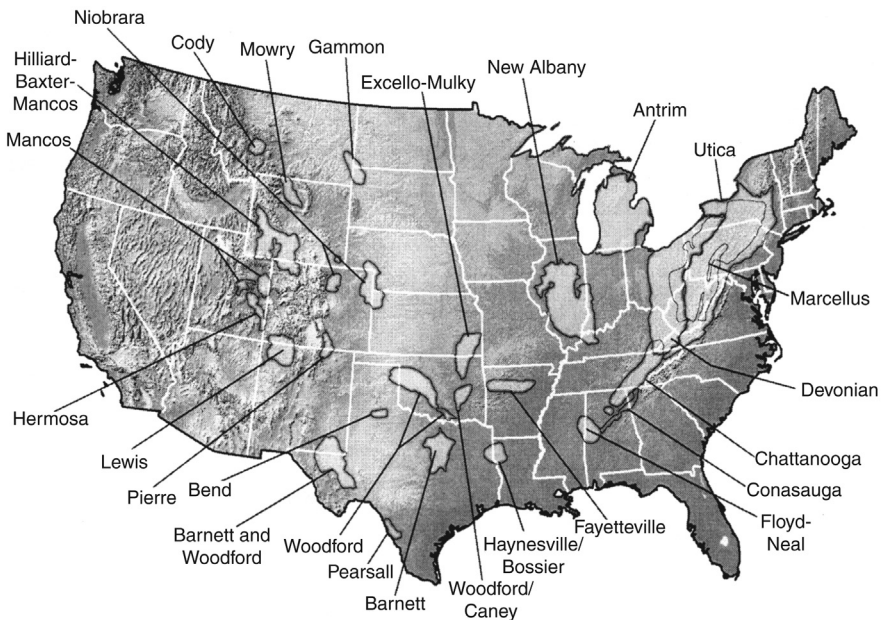 Niobrara
Cody
Mowry
Gammon
Hilliard-
Baxter-
Mancos
Excello-Mulky
New Albany
Antrim
Mancos
Utica
Marcellus
Devonian
Hermosa
Lewis
Pierre
Bend
Chattanooga
Conasauga
Barnett and
Woodford
Woodford
Pearsall
Barnett
Woodford/
Caney
Haynesville/
Bossier
Fayetteville
Floyd-
Neal